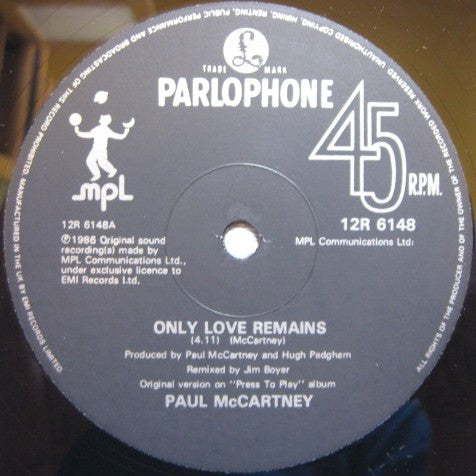 ALL RIGHTS OF THE PRODUCER AND OF THE OWNER OF THE RECORDED WORK RESERVED UNAUTHORISED COPYING, HIRING, RENTING, PUBLIC PERFORMANCE AND BROADCASTING OF THIS RECORD PROHIBITED. MANUFACTURED IN THE UK BY EMI RECORDS LIMITED
£
TRADE MARK
PARLOPHONE
45
R.P.M.
mpl
12R 6148A
12R 6148
℗1986 Original sound
recording(s) made by
MPL Communications Ltd.,
under exclusive licence to
EMI Records Ltd.
MPL Communications Ltd:
ONLY LOVE REMAINS
(4.11) (McCartney)
Produced by Paul McCartney and Hugh Padgham
Remixed by Jim Boyer
Original version on "Press To Play" album
PAUL McCARTNEY